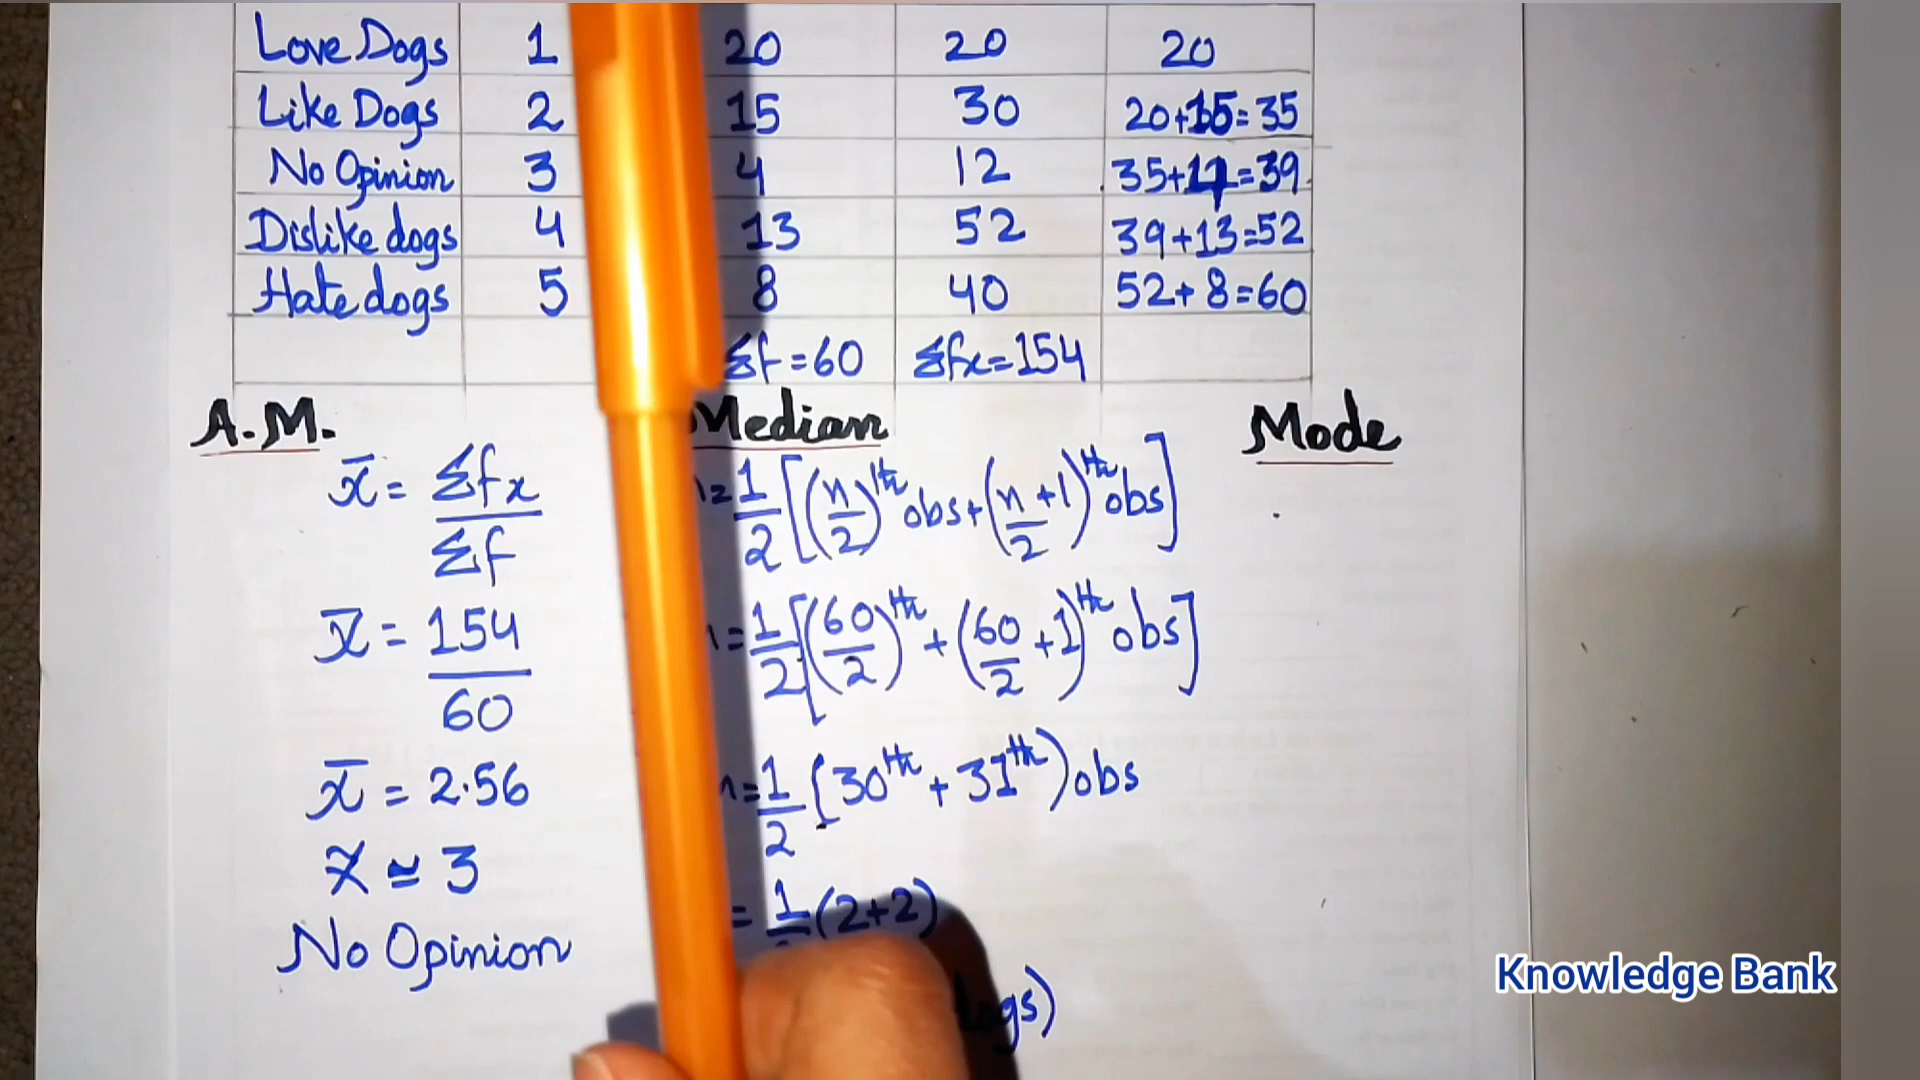 Love Dogs 1 20 20 20
Like Dogs 2 15 30 20+15=35
No Opinion 3 4 12 35+4=39
Dislike dogs 4 13 52 39+13=52
Hate dogs 5 8 40 52+8=60
Σf=60 Σfx=154
A.M. Median Mode
x̄ = Σfx / Σf
= 1/2 [(n/2)th obs + (n/2 + 1)th obs]
x̄ = 154 / 60
= 1/2 [(60/2)th + (60/2 + 1)th obs]
x̄ = 2.56
= 1/2 (30th + 31th) obs
x̄ ≃ 3
= 1/2 (2+2)
No Opinion
Knowledge Bank